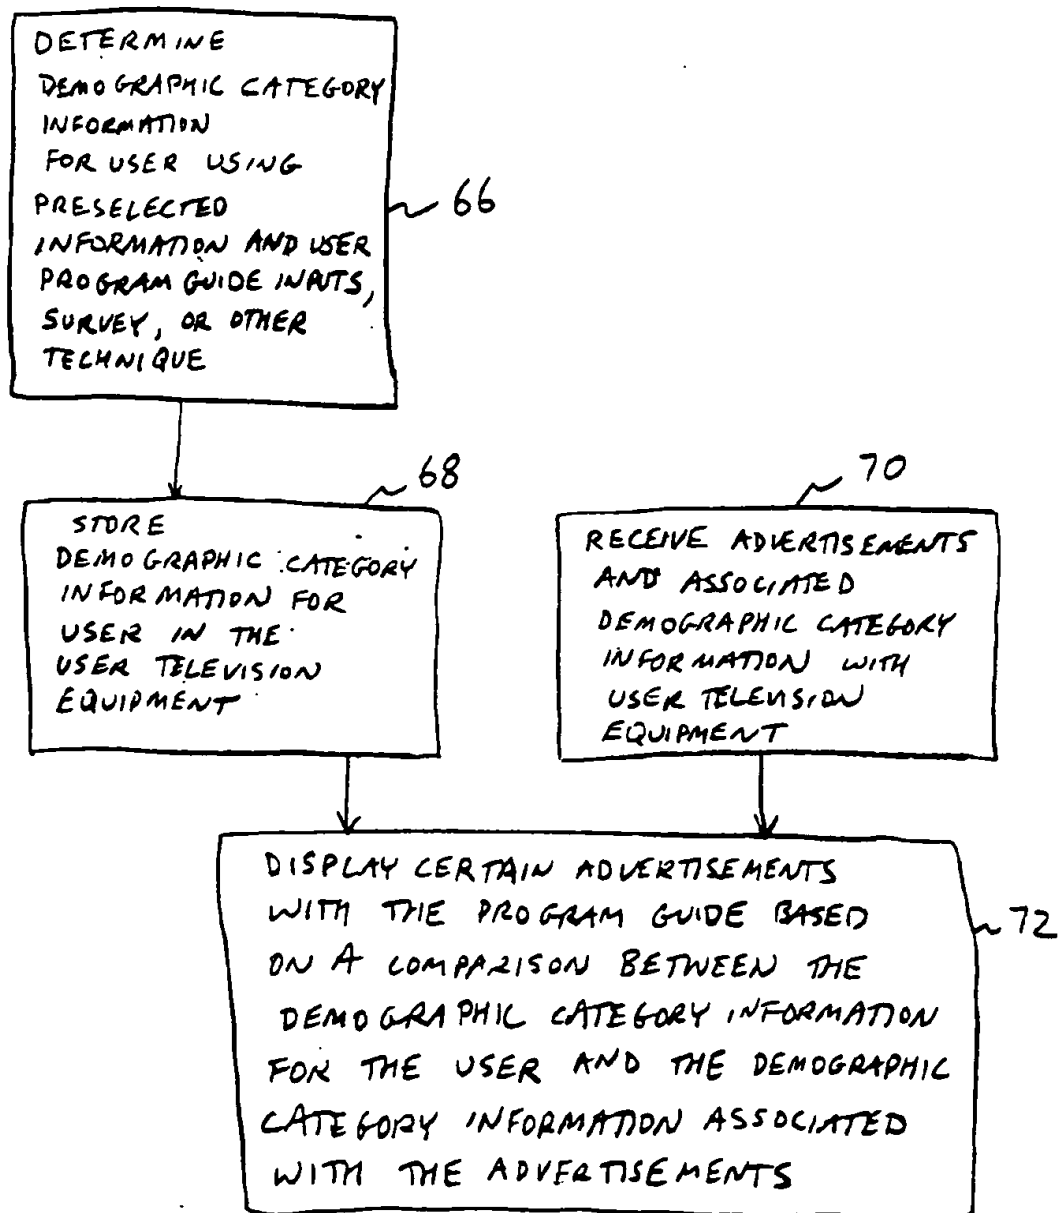 DETERMINE
DEMOGRAPHIC CATEGORY
INFORMATION
FOR USER USING
PRESELECTED
INFORMATION AND USER
PROGRAM GUIDE INPUTS,
SURVEY, OR OTHER
TECHNIQUE
66
68
STORE
DEMOGRAPHIC CATEGORY
INFORMATION FOR
USER IN THE
USER TELEVISION
EQUIPMENT
70
RECEIVE ADVERTISEMENTS
AND ASSOCIATED
DEMOGRAPHIC CATEGORY
INFORMATION WITH
USER TELEVISION
EQUIPMENT
DISPLAY CERTAIN ADVERTISEMENTS
WITH THE PROGRAM GUIDE BASED
ON A COMPARISON BETWEEN THE
DEMOGRAPHIC CATEGORY INFORMATION
FOR THE USER AND THE DEMOGRAPHIC
CATEGORY INFORMATION ASSOCIATED
WITH THE ADVERTISEMENTS
72